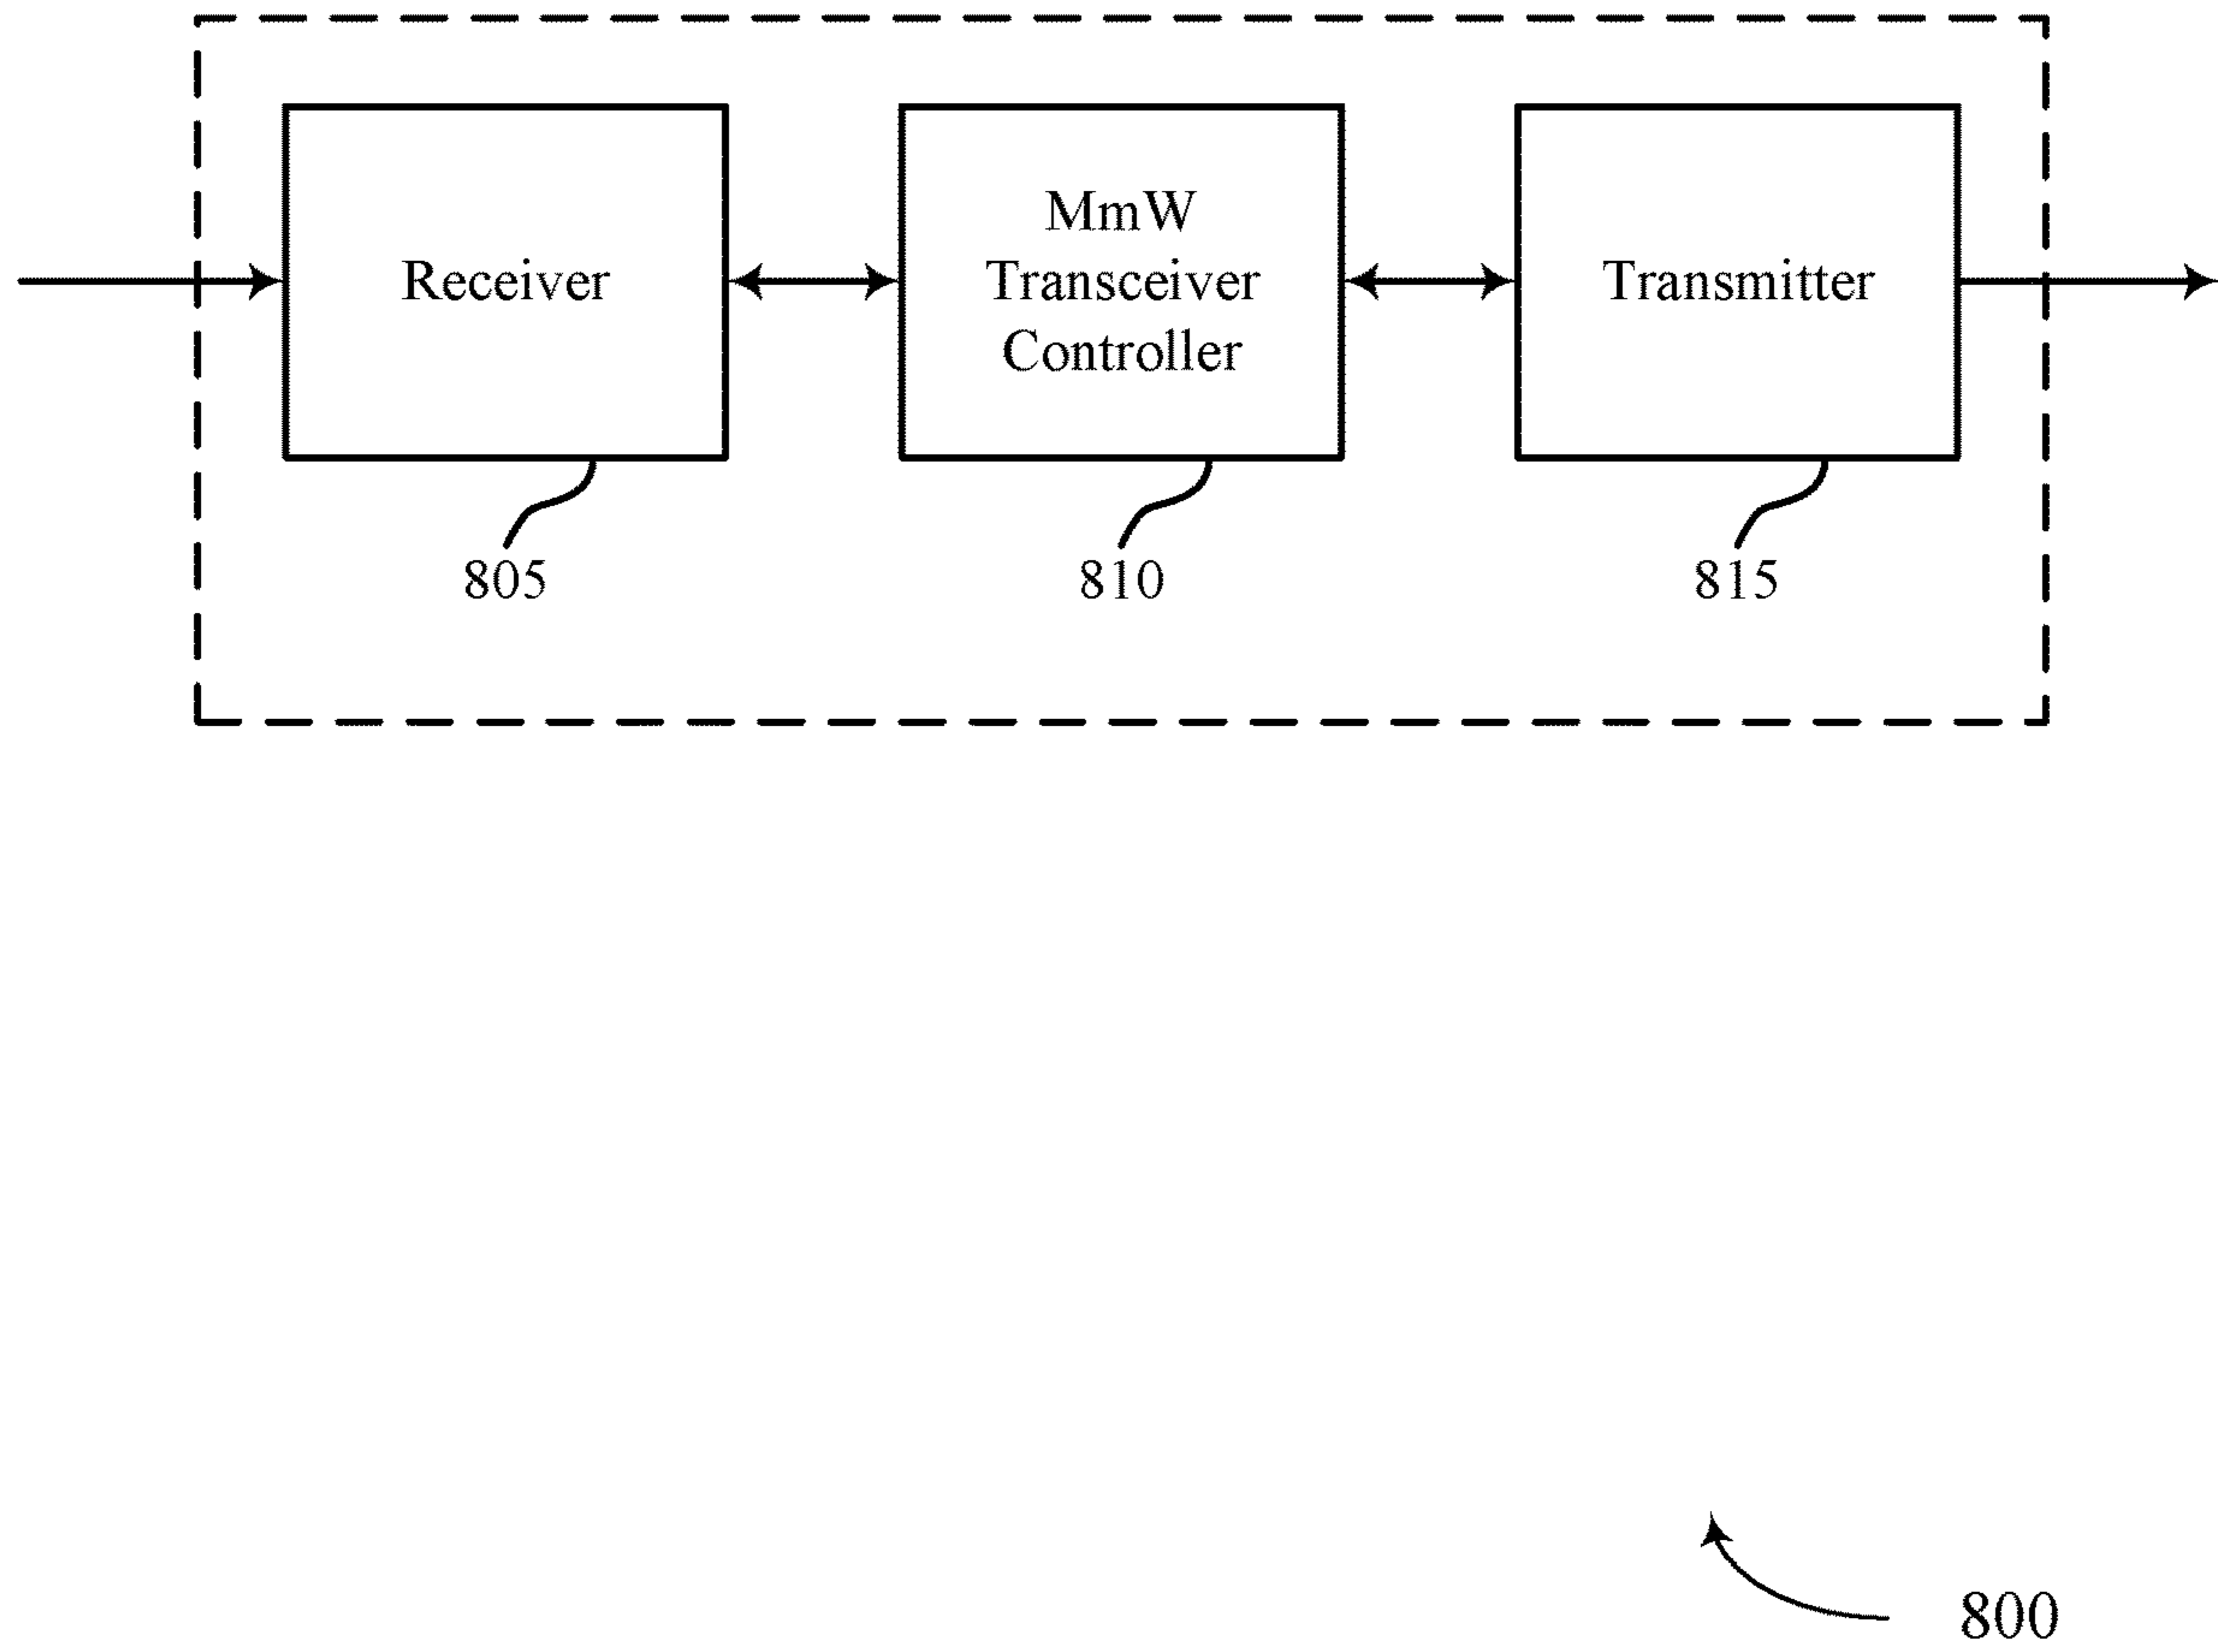 Receiver
MmW
Transceiver
Controller
Transmitter
805
810
815
800